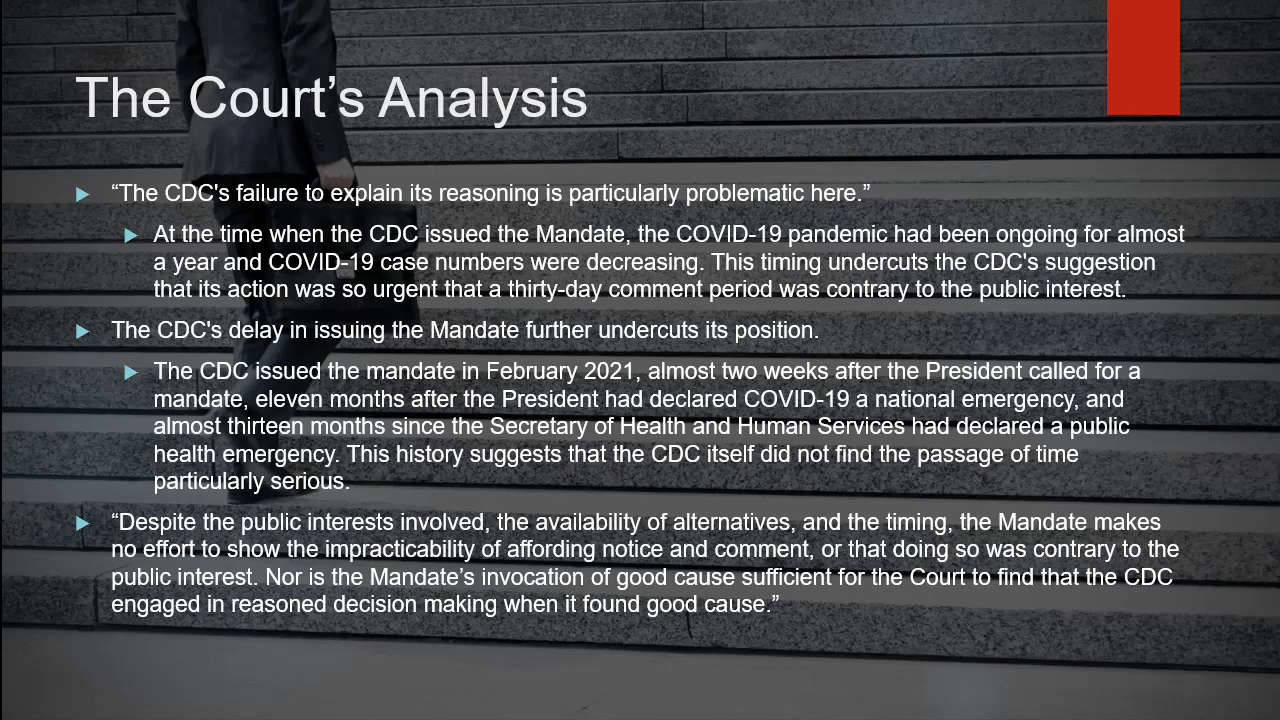 The Court’s Analysis
“The CDC's failure to explain its reasoning is particularly problematic here.”
At the time when the CDC issued the Mandate, the COVID-19 pandemic had been ongoing for almost
a year and COVID-19 case numbers were decreasing. This timing undercuts the CDC's suggestion
that its action was so urgent that a thirty-day comment period was contrary to the public interest.
The CDC's delay in issuing the Mandate further undercuts its position.
The CDC issued the mandate in February 2021, almost two weeks after the President called for a
mandate, eleven months after the President had declared COVID-19 a national emergency, and
almost thirteen months since the Secretary of Health and Human Services had declared a public
health emergency. This history suggests that the CDC itself did not find the passage of time
particularly serious.
“Despite the public interests involved, the availability of alternatives, and the timing, the Mandate makes
no effort to show the impracticability of affording notice and comment, or that doing so was contrary to the
public interest. Nor is the Mandate’s invocation of good cause sufficient for the Court to find that the CDC
engaged in reasoned decision making when it found good cause.”